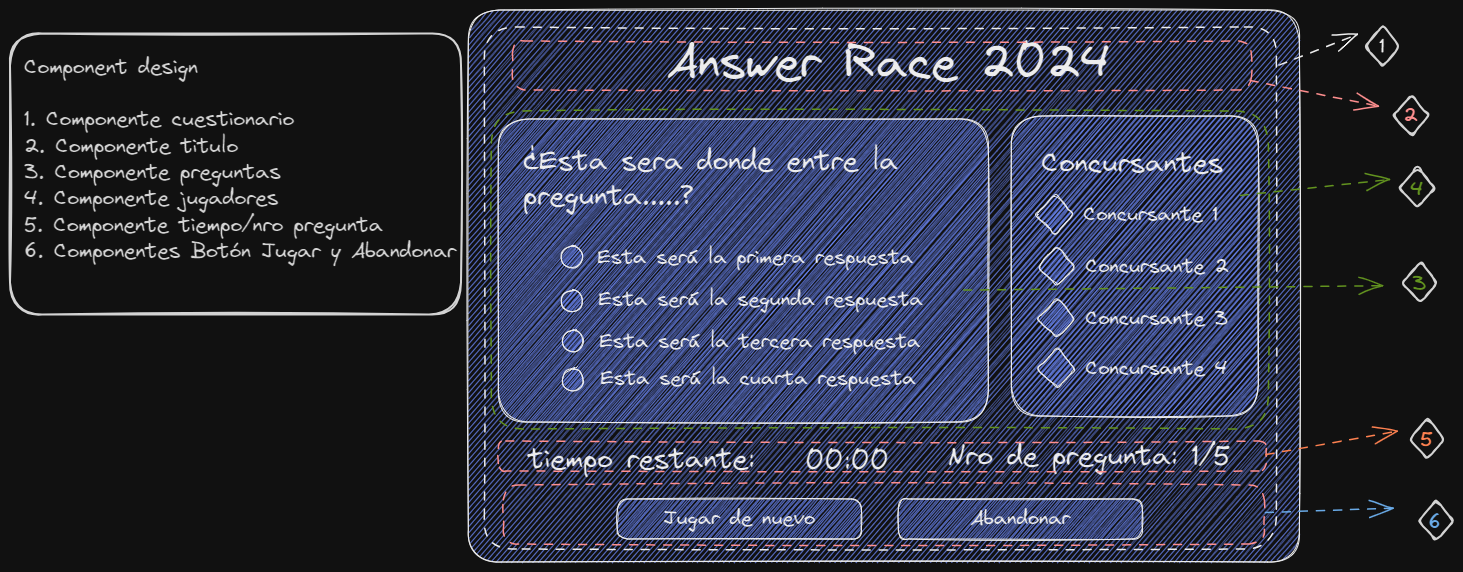 Component design
1. Componente cuestionario
2. Componente titulo
3. Componente preguntas
4. Componente jugadores
5. Componente tiempo/nro pregunta
6. Componentes Botón Jugar y Abandonar
Answer Race 2024
¿Esta sera donde entre la
pregunta.....?
Esta será la primera respuesta
Esta será la segunda respuesta
Esta será la tercera respuesta
Esta será la cuarta respuesta
Concursantes
Concursante 1
Concursante 2
Concursante 3
Concursante 4
tiempo restante: 00:00 Nro de pregunta: 1/5
Jugar de nuevo Abandonar
1
2
4
3
5
6